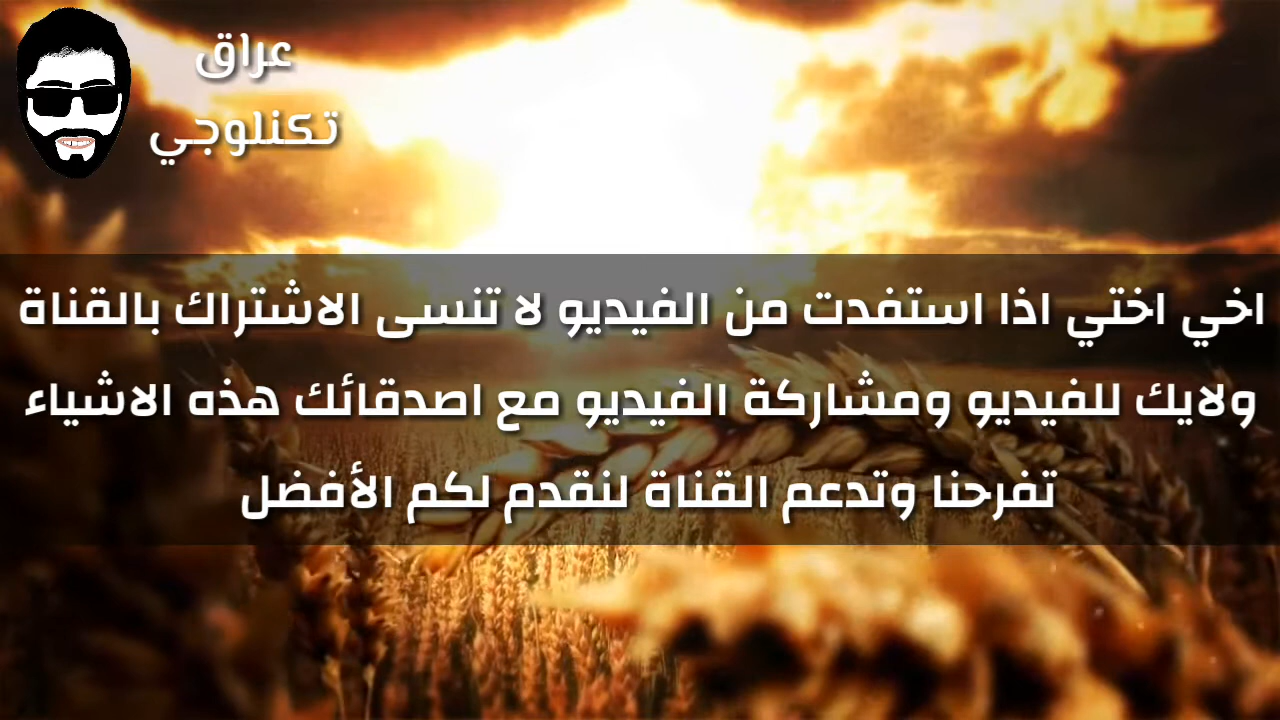 عراق
تكنلوجي
اخي اختي اذا استفدت من الفيديو لا تنسى الاشتراك بالقناة
ولايك للفيديو ومشاركة الفيديو مع اصدقائك هذه الاشياء
تفرحنا وتدعم القناة لنقدم لكم الأفضل